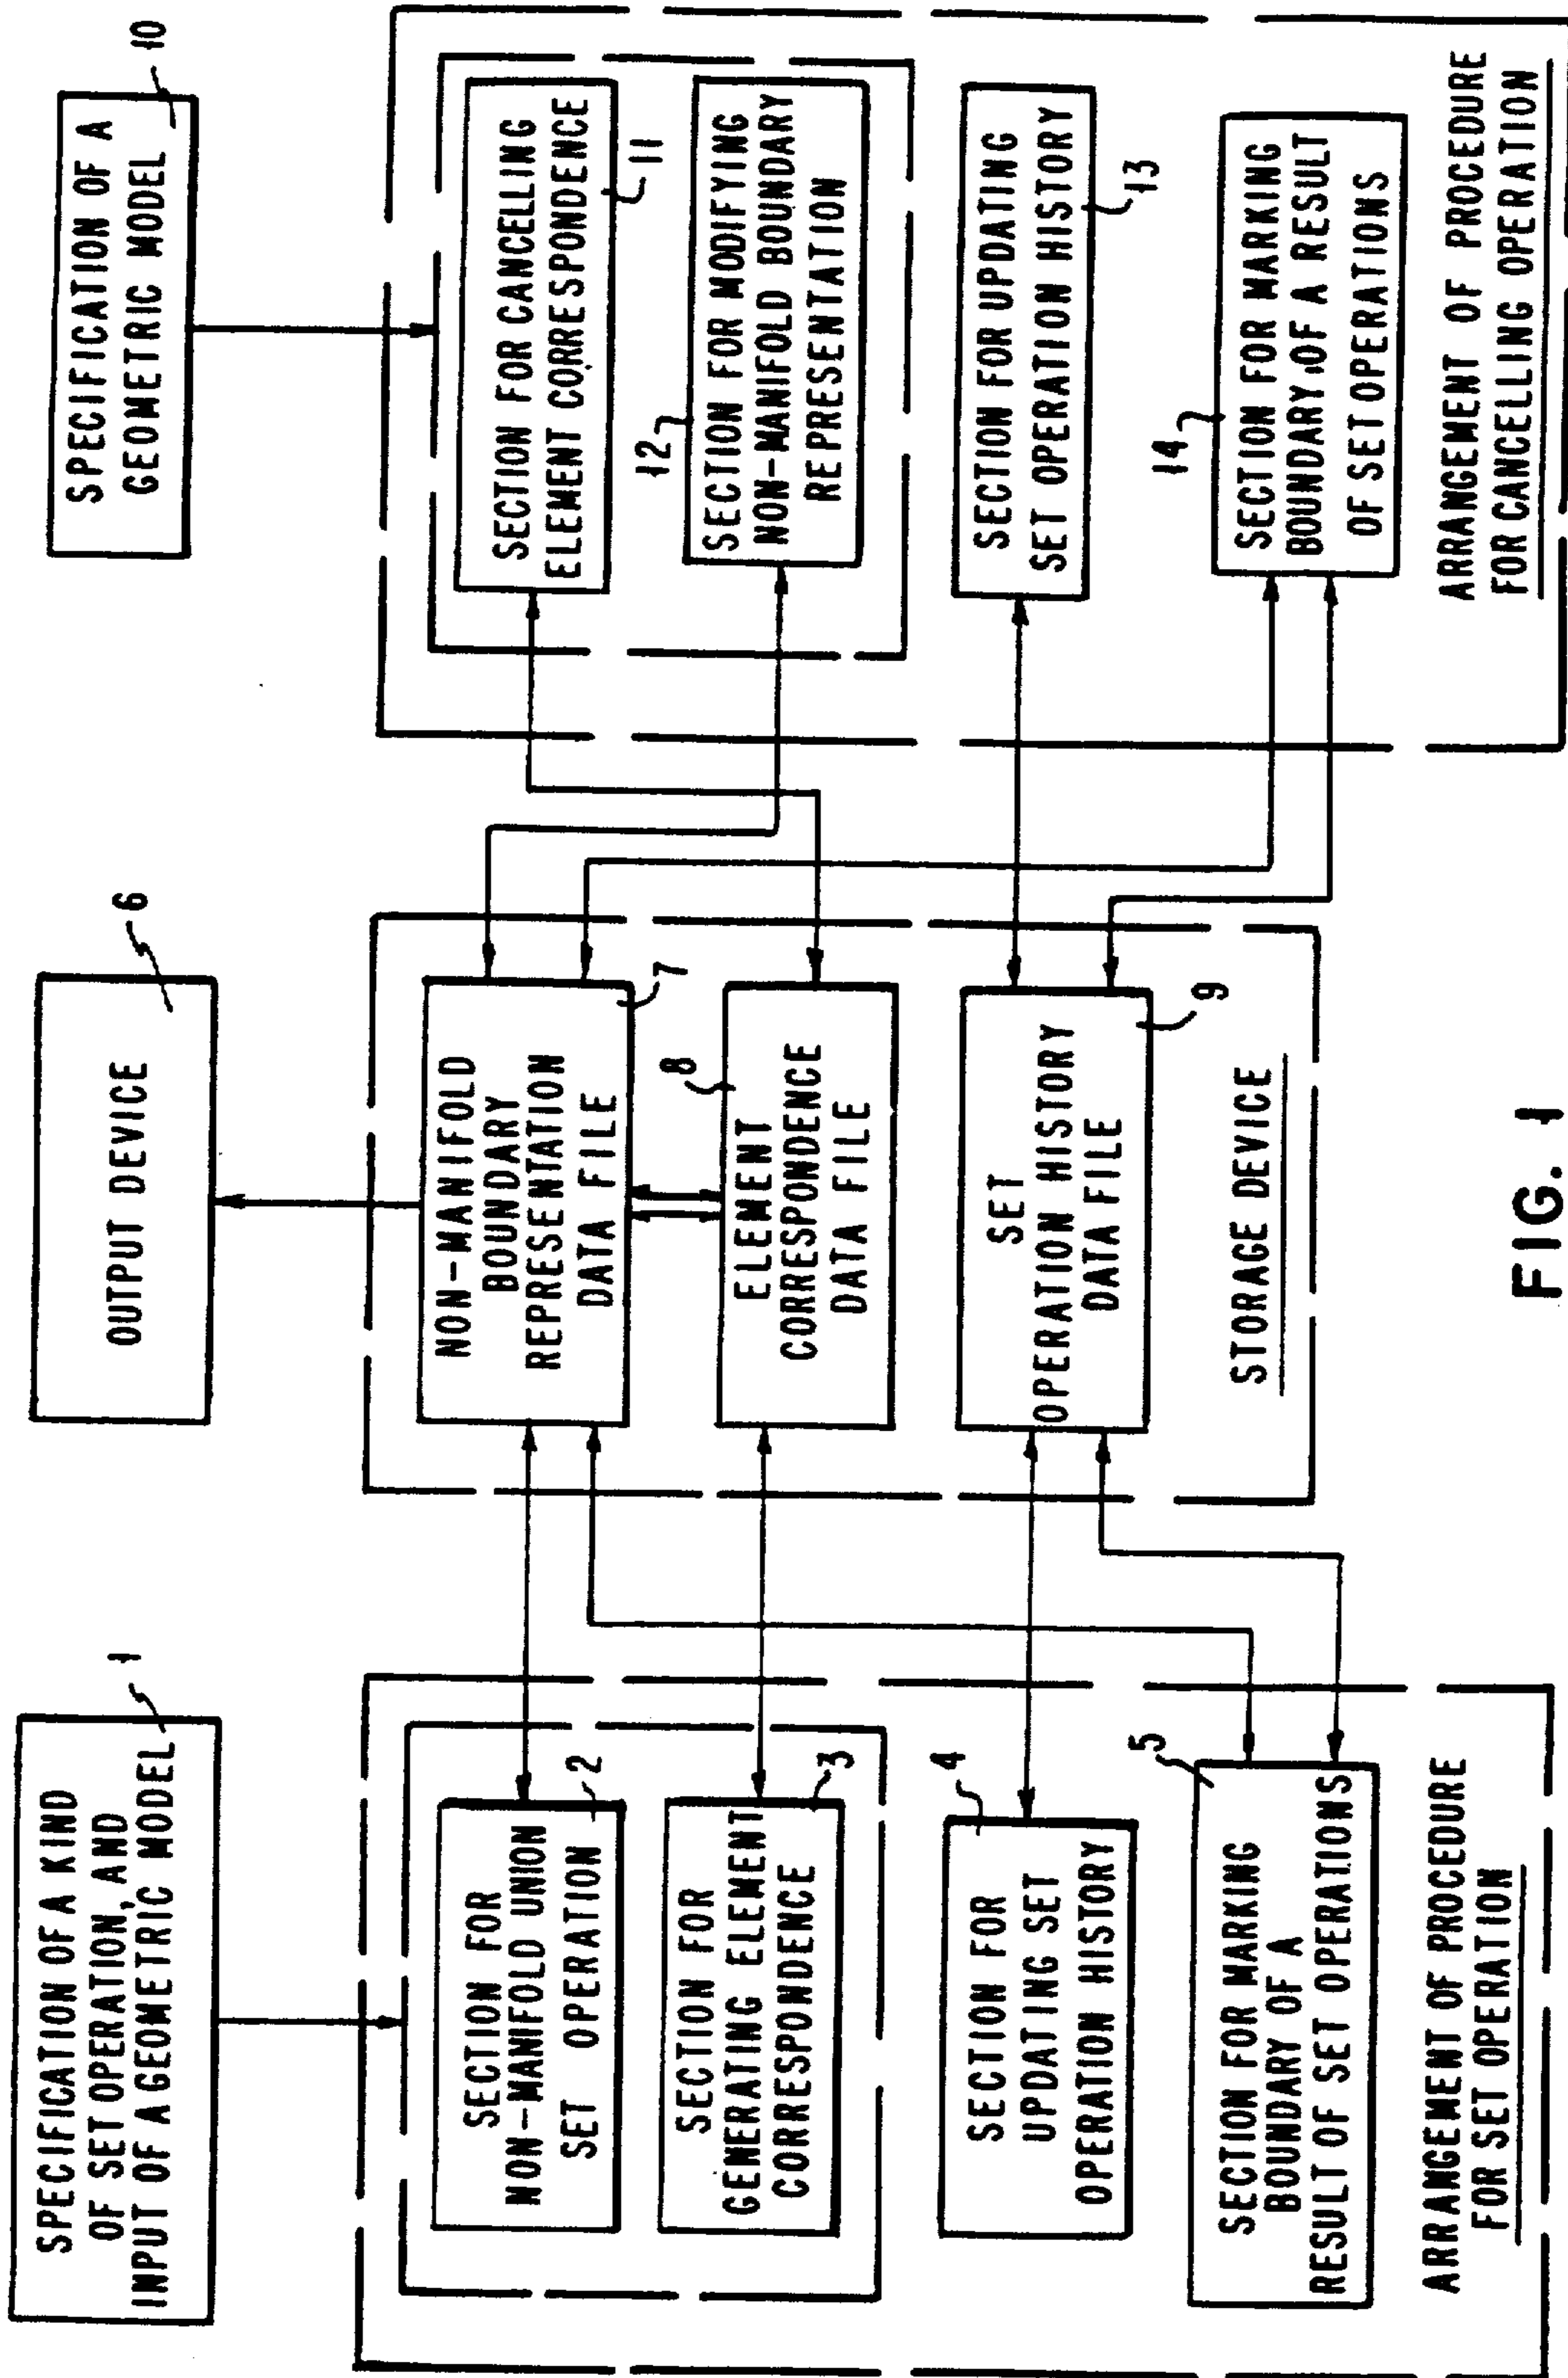 SPECIFICATION OF A KIND
OF SET OPERATION, AND
INPUT OF A GEOMETRIC MODEL
1
SECTION FOR
NON-MANIFOLD UNION
SET OPERATION
2
SECTION FOR
GENERATING ELEMENT
CORRESPONDENCE
3
SECTION FOR
UPDATING SET
OPERATION HISTORY
4
SECTION FOR MARKING
BOUNDARY OF A
RESULT OF SET OPERATIONS
5
ARRANGEMENT OF PROCEDURE
FOR SET OPERATION
OUTPUT DEVICE
6
NON-MANIFOLD
BOUNDARY
REPRESENTATION
DATA FILE
7
ELEMENT
CORRESPONDENCE
DATA FILE
8
SET
OPERATION HISTORY
DATA FILE
9
STORAGE DEVICE
SPECIFICATION OF A
GEOMETRIC MODEL
10
SECTION FOR CANCELLING
ELEMENT CORRESPONDENCE
11
SECTION FOR MODIFYING
NON-MANIFOLD BOUNDARY
REPRESENTATION
12
SECTION FOR UPDATING
SET OPERATION HISTORY
13
SECTION FOR MARKING
BOUNDARY OF A RESULT
OF SET OPERATIONS
14
ARRANGEMENT OF PROCEDURE
FOR CANCELLING OPERATION
FIG. 1